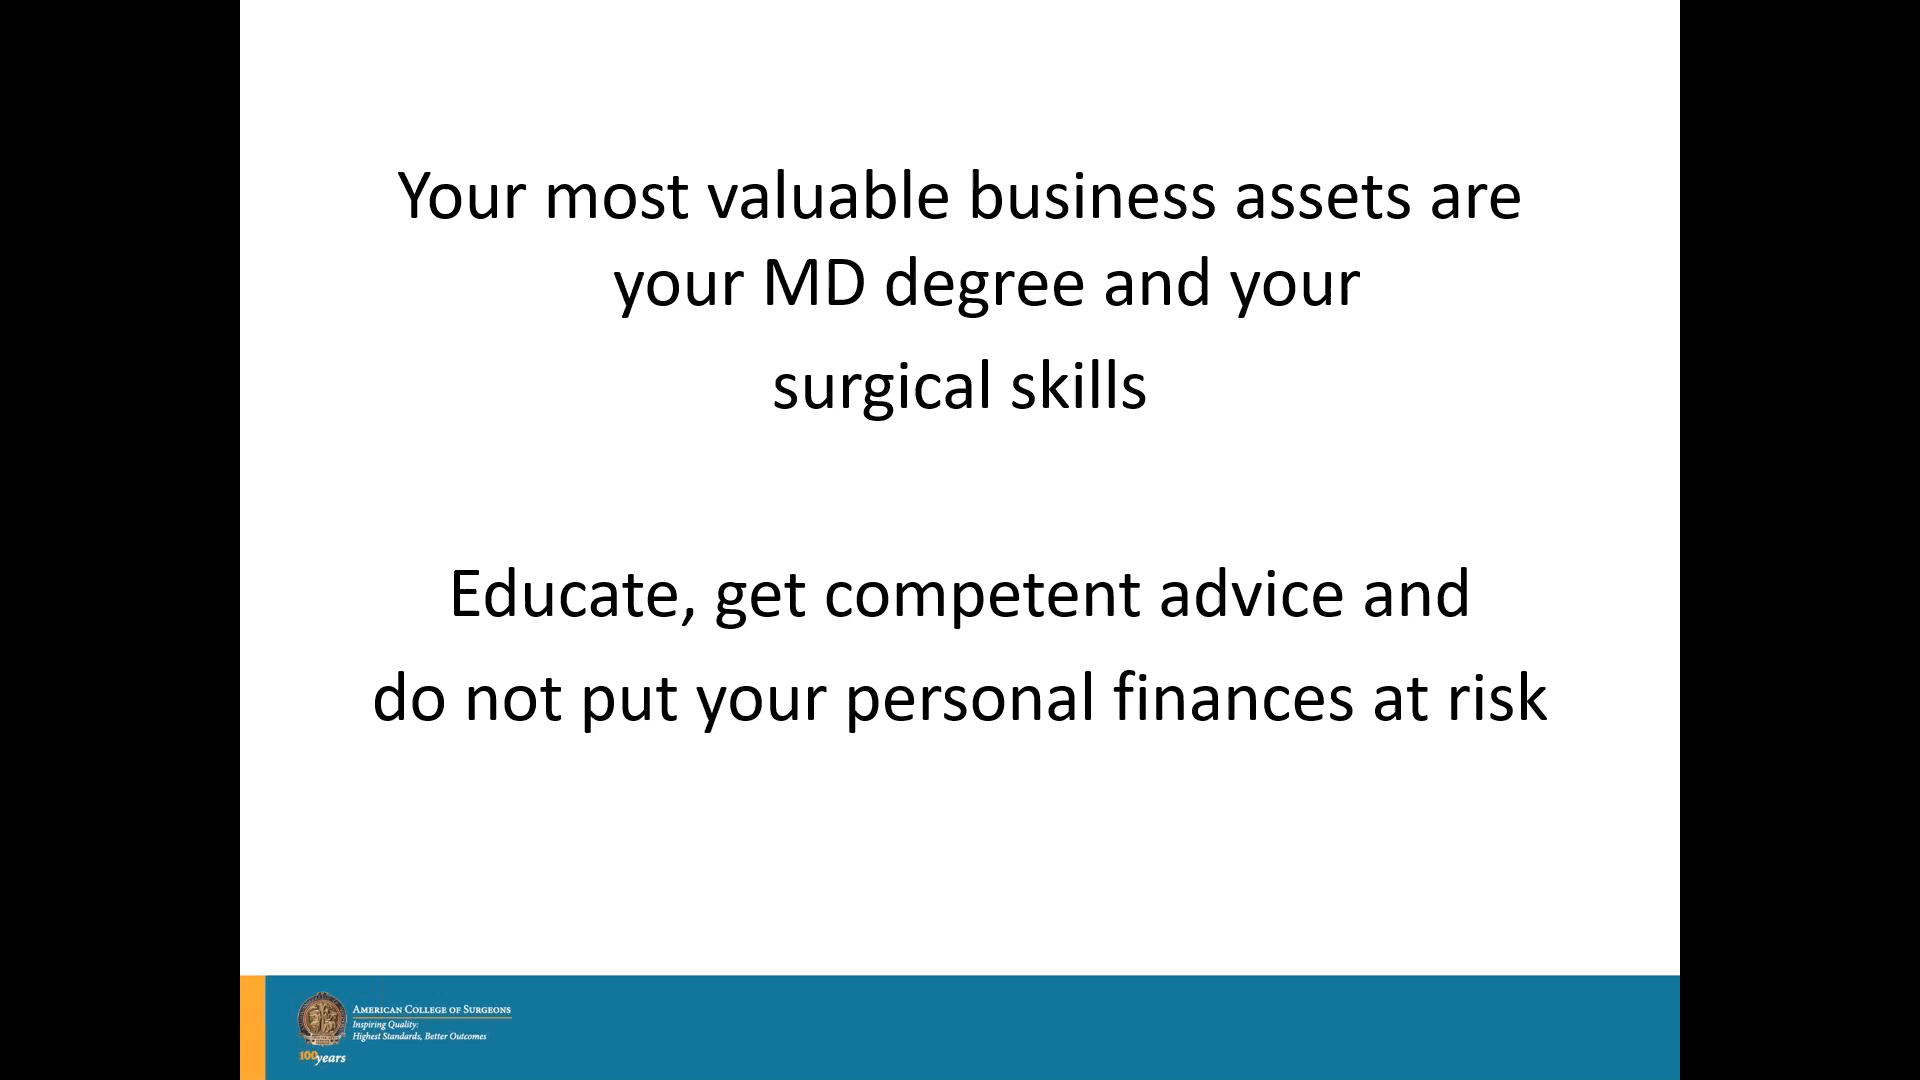 Your most valuable business assets are
your MD degree and your
surgical skills
Educate, get competent advice and
do not put your personal finances at risk
American College of Surgeons
Inspiring Quality:
Highest Standards, Better Outcomes
100years